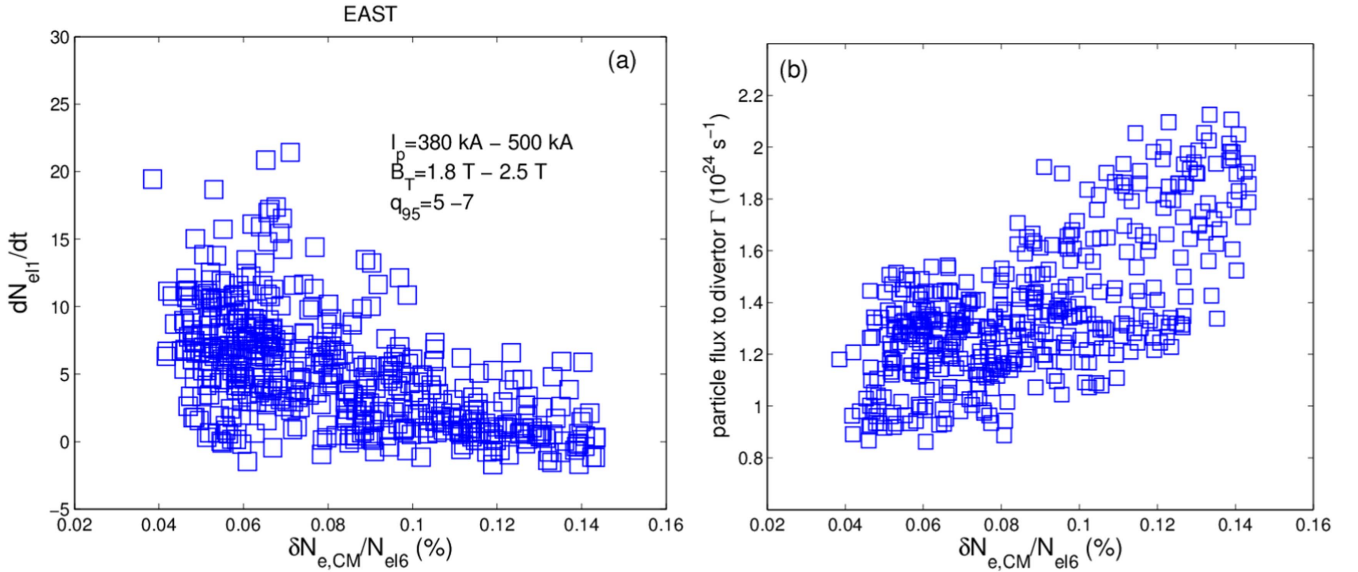 EAST
30
25
20
15
10
5
0
−5
dN_el1/dt
(a)
I_p=380 kA − 500 kA
B_T=1.8 T − 2.5 T
q_95=5 −7
0.02 0.04 0.06 0.08 0.1 0.12 0.14 0.16
δN_e,CM/N_el6 (%)
(b)
2.2
2
1.8
1.6
1.4
1.2
1
0.8
particle flux to divertor Γ (10^24 s^−1)
0.02 0.04 0.06 0.08 0.1 0.12 0.14 0.16
δN_e,CM/N_el6 (%)